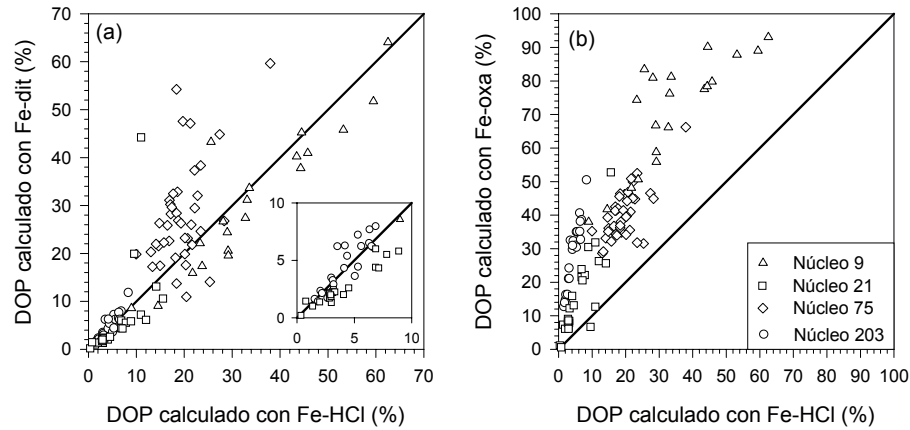 (a)
DOP calculado con Fe-dit (%)
70
60
50
40
30
20
10
0
0 10 20 30 40 50 60 70
DOP calculado con Fe-HCl (%)
10
5
0
0 5 10
(b)
DOP calculado con Fe-oxa (%)
100
90
80
70
60
50
40
30
20
10
0
0 10 20 30 40 50 60 70 80 90 100
DOP calculado con Fe-HCl (%)
Núcleo 9
Núcleo 21
Núcleo 75
Núcleo 203